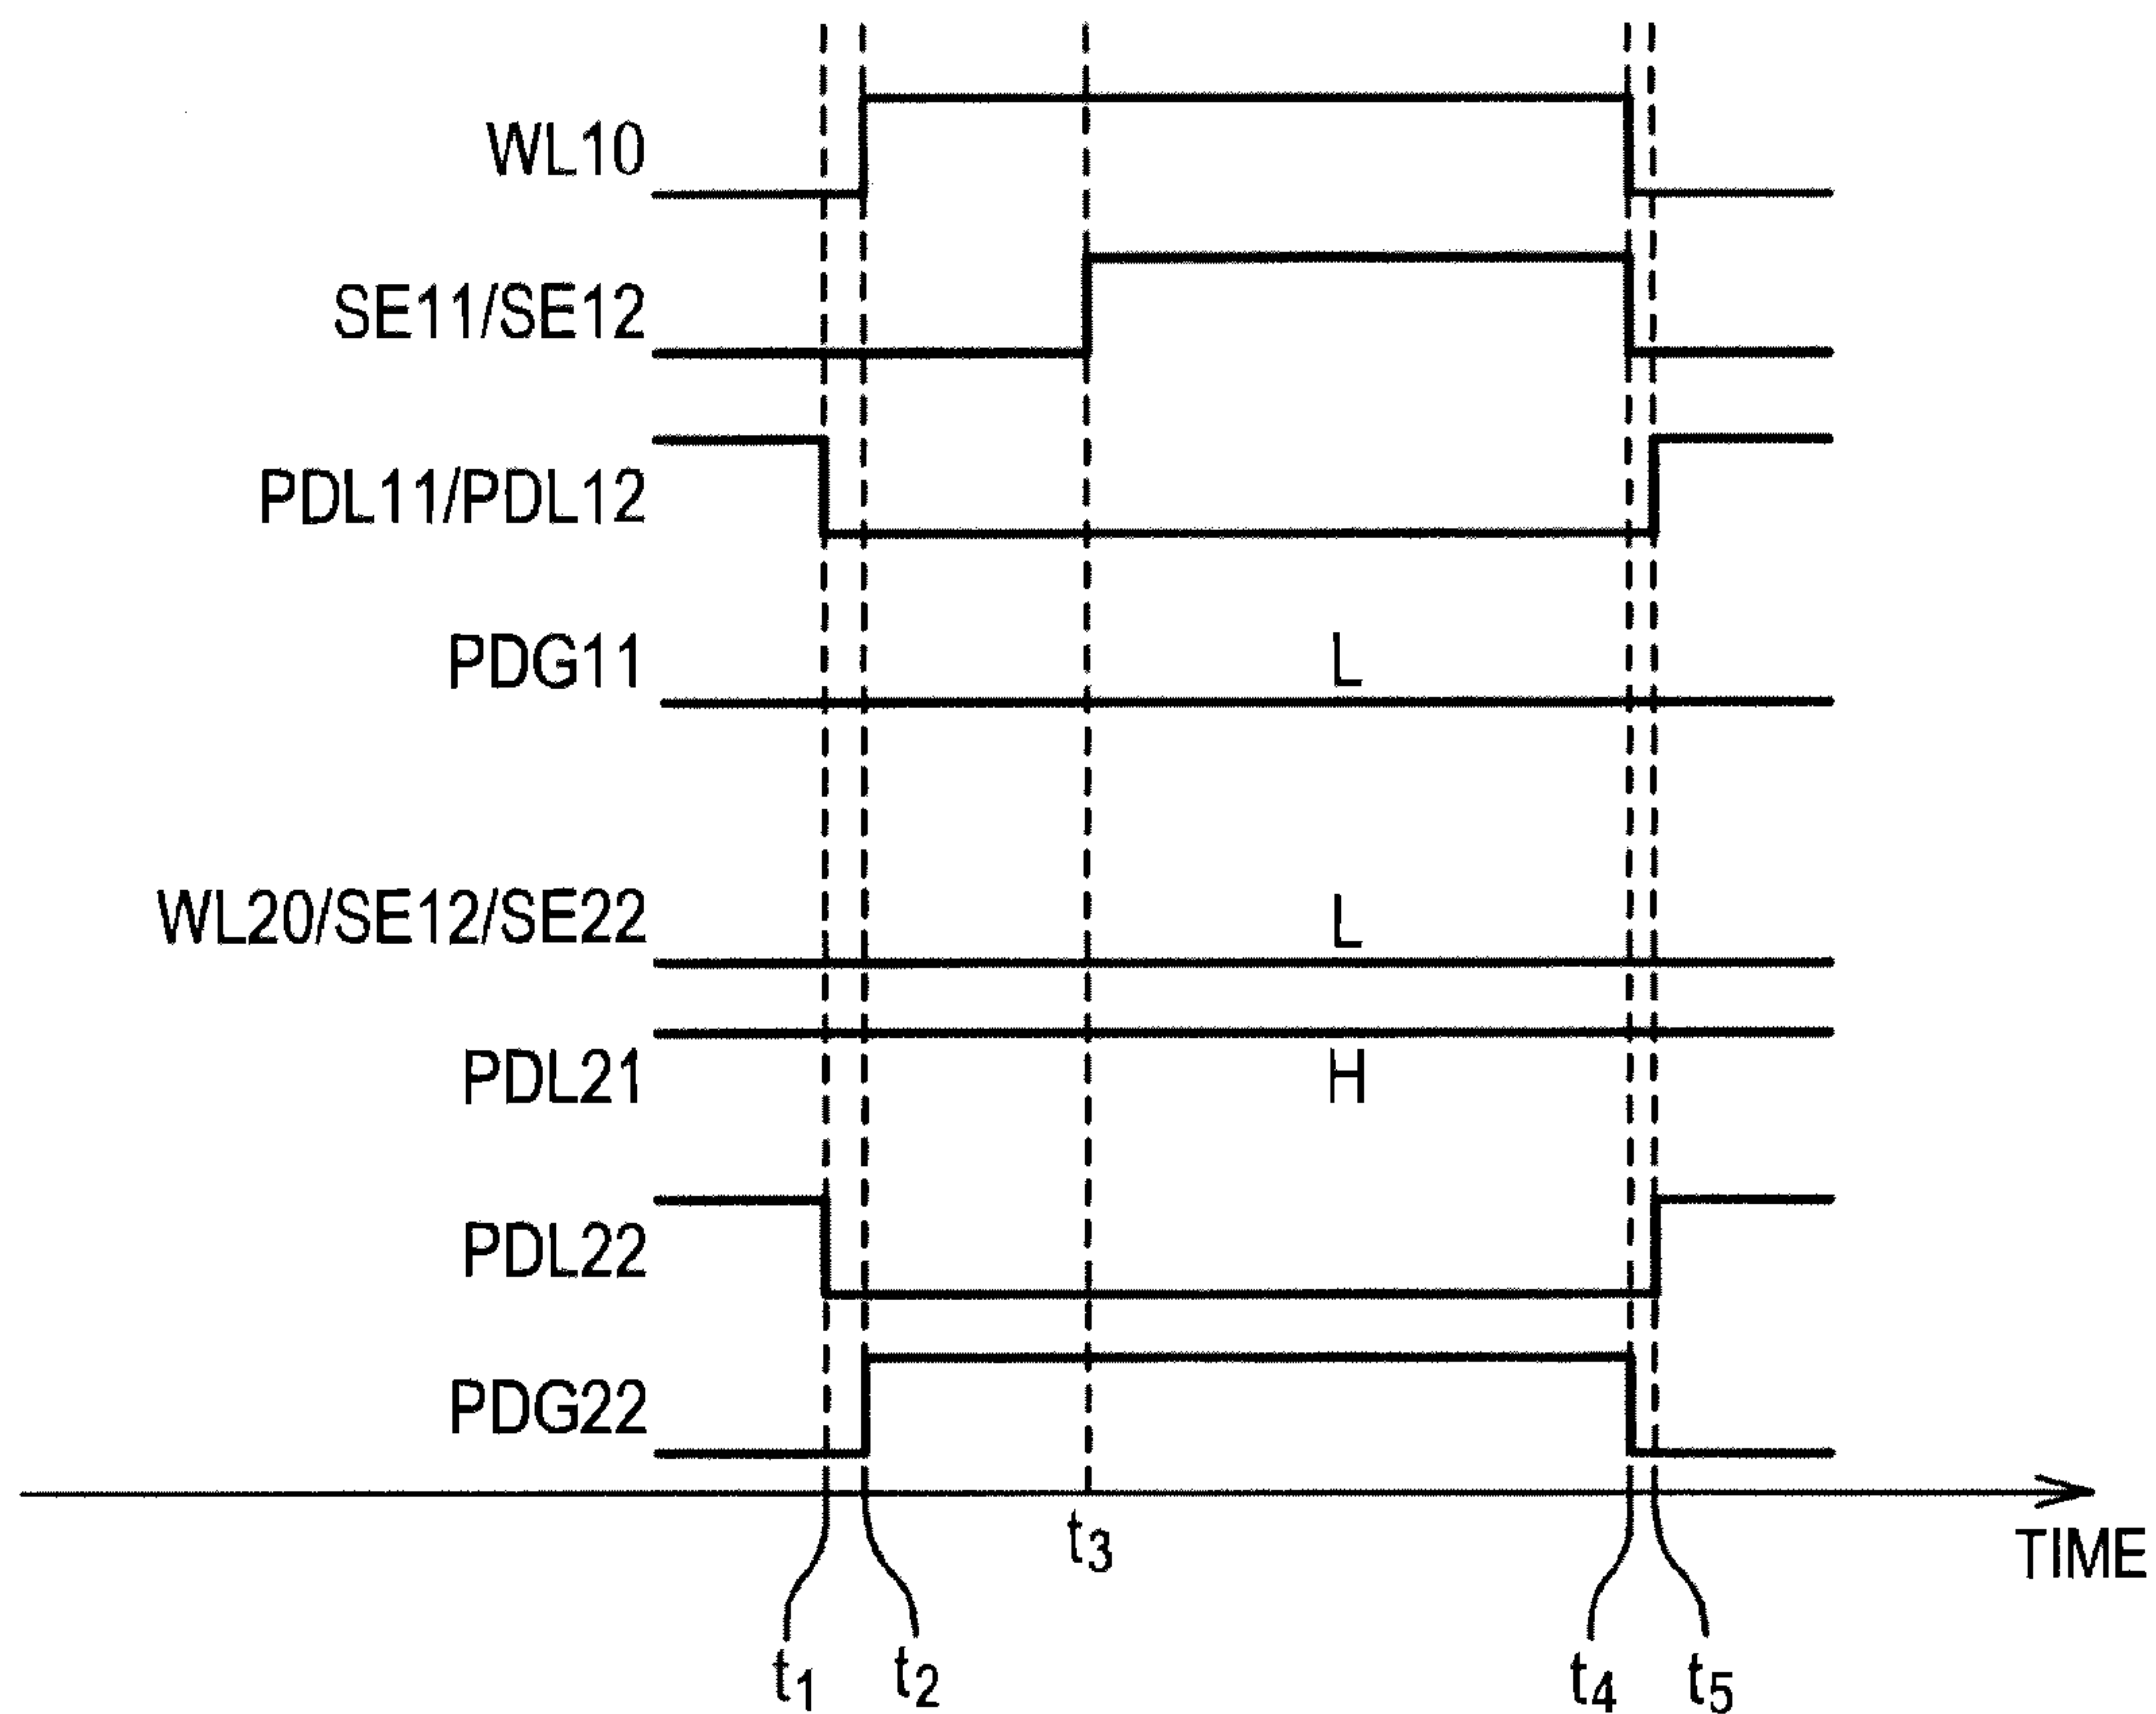 WL10
SE11/SE12
PDL11/PDL12
PDG11
L
WL20/SE12/SE22
L
PDL21
H
PDL22
PDG22
t3
TIME
t1
t2
t4
t5